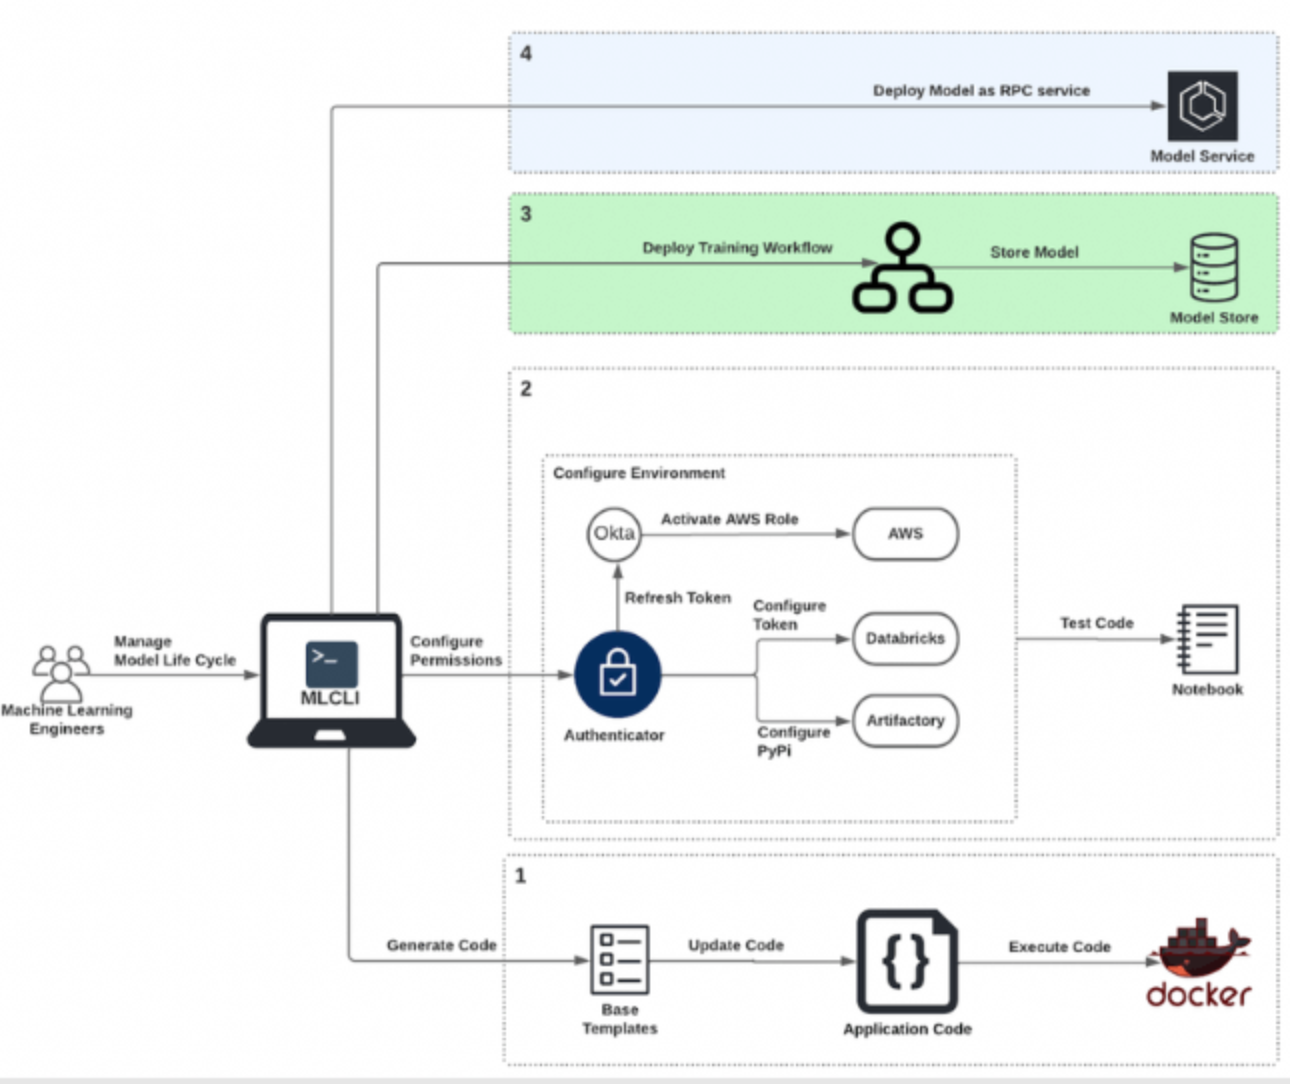 4
Deploy Model as RPC service
Model Service
3
Deploy Training Workflow
Store Model
Model Store
2
Configure Environment
Okta
Activate AWS Role
AWS
Refresh Token
Configure
Token
Databricks
Test Code
Notebook
Manage
Model Life Cycle
Machine Learning
Engineers
>_
MLCLI
Configure
Permissions
Authenticator
Artifactory
Configure
PyPi
1
Generate Code
Base
Templates
Update Code
{}
Application Code
Execute Code
docker